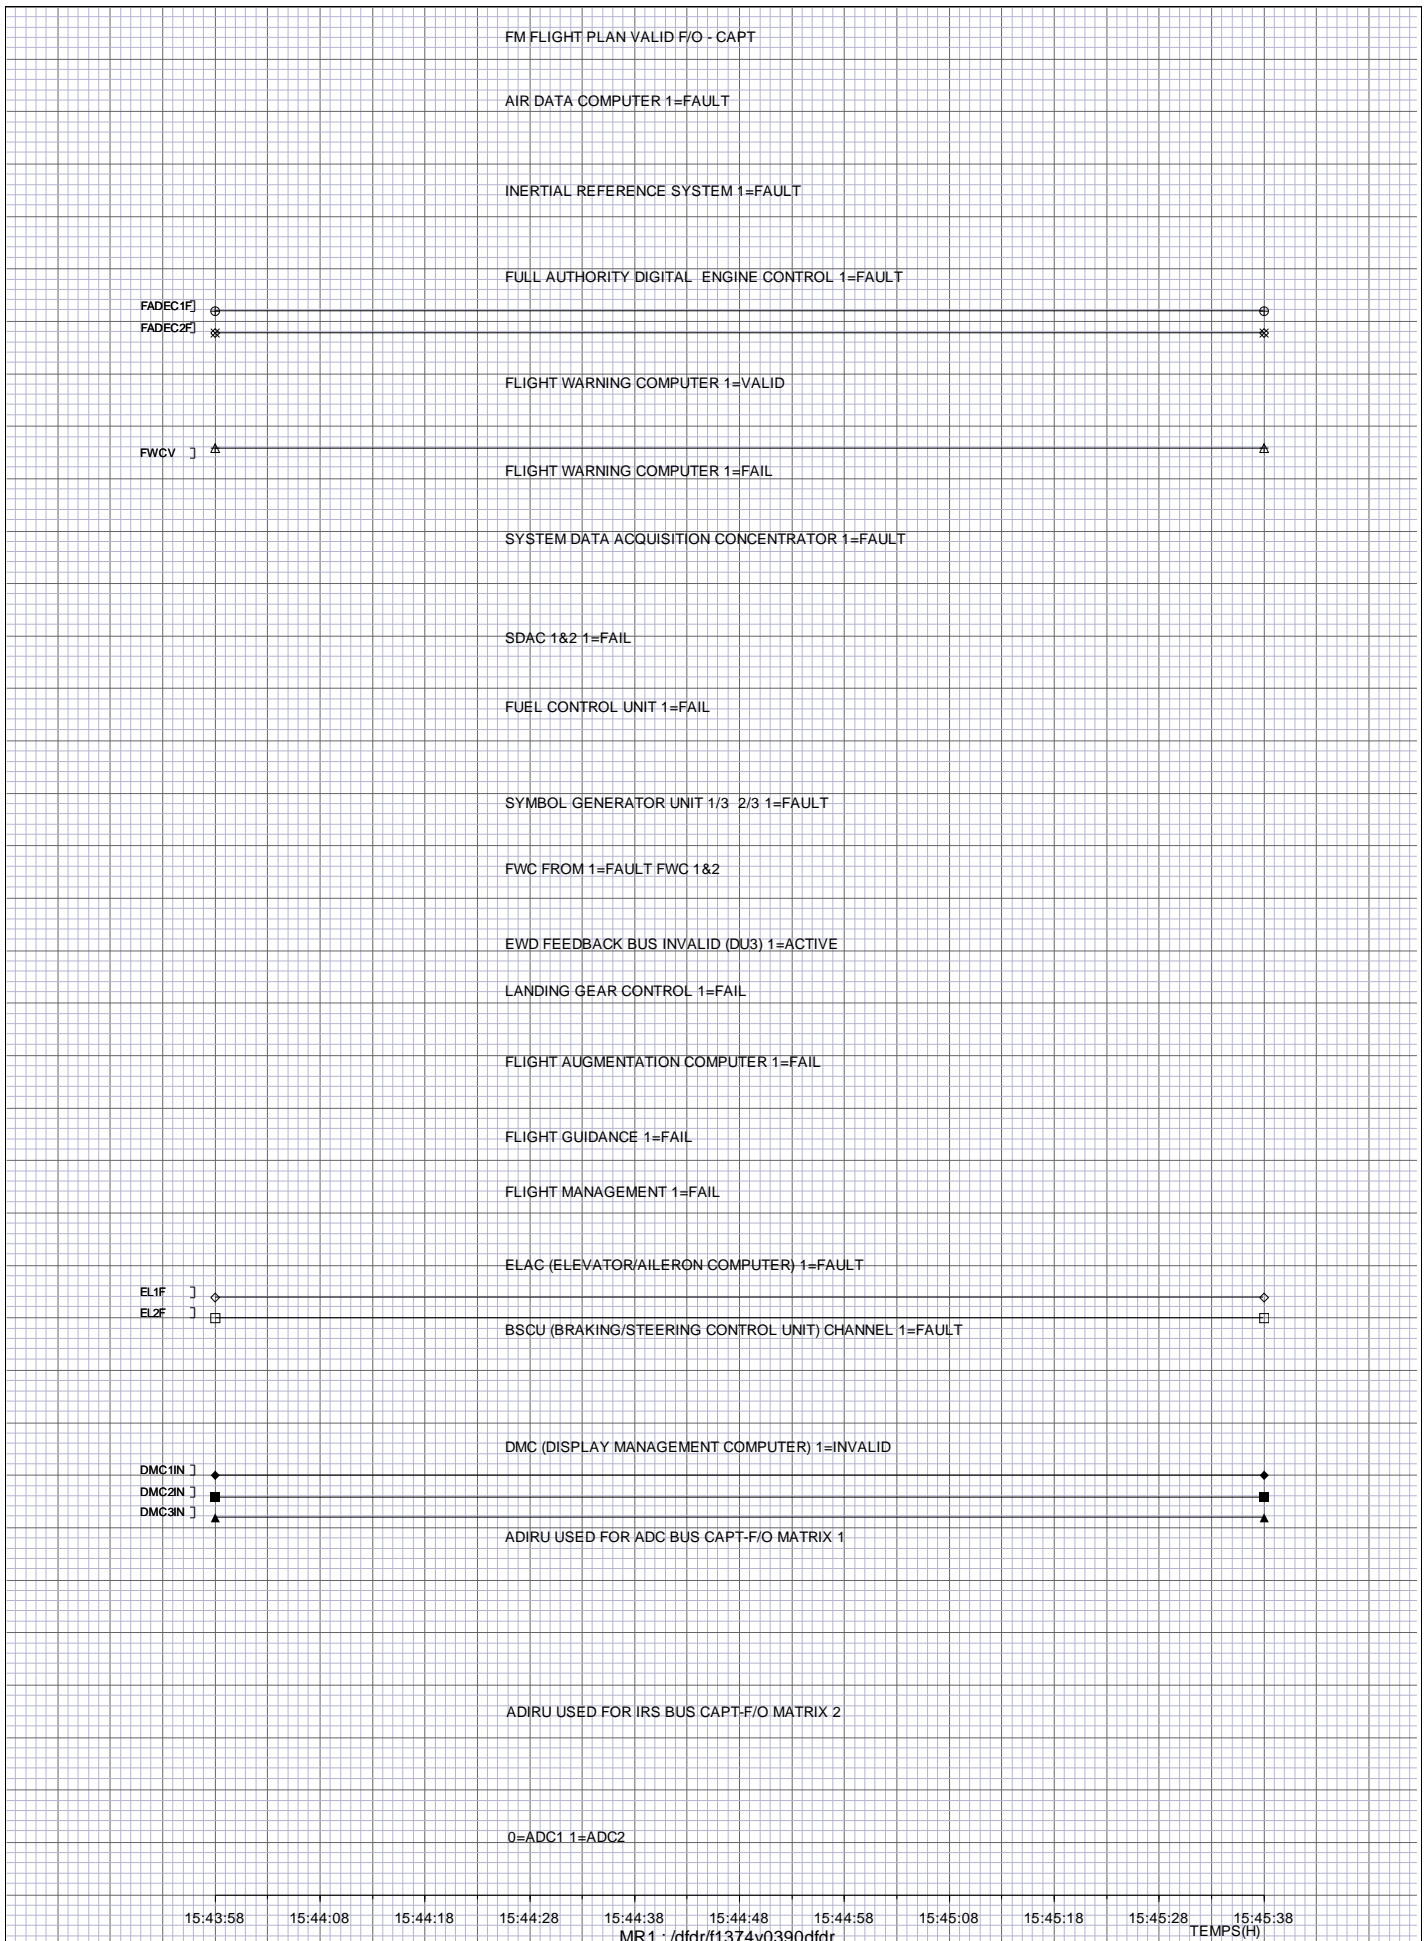 FM FLIGHT PLAN VALID F/O - CAPT
AIR DATA COMPUTER 1=FAULT
INERTIAL REFERENCE SYSTEM 1=FAULT
FULL AUTHORITY DIGITAL ENGINE CONTROL 1=FAULT
FADEC1F
FADEC2F
FLIGHT WARNING COMPUTER 1=VALID
FWCV
FLIGHT WARNING COMPUTER 1=FAIL
SYSTEM DATA ACQUISITION CONCENTRATOR 1=FAULT
SDAC 1&2 1=FAIL
FUEL CONTROL UNIT 1=FAIL
SYMBOL GENERATOR UNIT 1/3 2/3 1=FAULT
FWC FROM 1=FAULT FWC 1&2
EWD FEEDBACK BUS INVALID (DU3) 1=ACTIVE
LANDING GEAR CONTROL 1=FAIL
FLIGHT AUGMENTATION COMPUTER 1=FAIL
FLIGHT GUIDANCE 1=FAIL
FLIGHT MANAGEMENT 1=FAIL
ELAC (ELEVATOR/AILERON COMPUTER) 1=FAULT
EL1F
EL2F
BSCU (BRAKING/STEERING CONTROL UNIT) CHANNEL 1=FAULT
DMC (DISPLAY MANAGEMENT COMPUTER) 1=INVALID
DMC1IN
DMC2IN
DMC3IN
ADIRU USED FOR ADC BUS CAPT-F/O MATRIX 1
ADIRU USED FOR IRS BUS CAPT-F/O MATRIX 2
0=ADC1 1=ADC2
15:43:58 15:44:08 15:44:18 15:44:28 15:44:38 15:44:48 15:44:58 15:45:08 15:45:18 15:45:28 15:45:38
TEMPS(H)
MR1 : /dfdr/f1374v0390dfdr